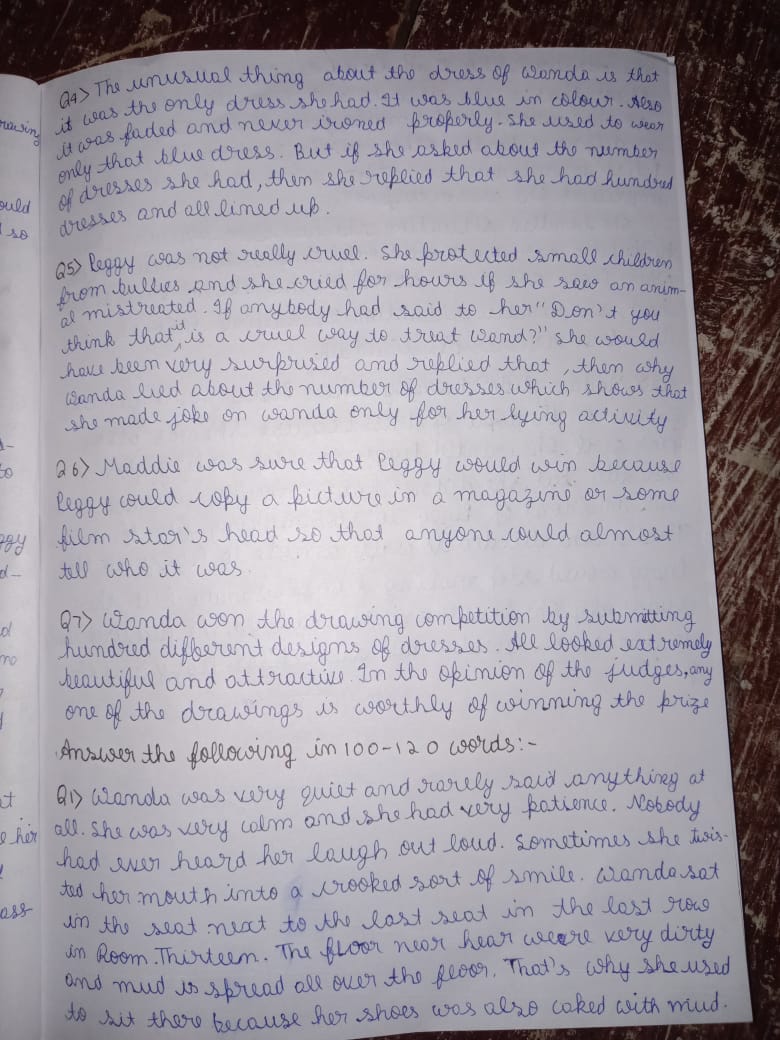 Q4> The unusual thing about the dress of Wanda is that
it was the only dress she had. It was blue in colour. Also
it was faded and never ironed properly. She used to wear
only that blue dress. But if she asked about the number
of dresses she had, then she replied that she had hundred
dresses and all lined up.
Q5> Peggy was not really cruel. She protected small children
from bullies and she cried for hours if she saw an anim-
al mistreated. If anybody had said to her "Don't you
think that it is a cruel way to treat wand?" she would
have been very surprised and replied that, then why
Wanda lied about the number of dresses which shows that
she made joke on wanda only for her lying activity
Q6> Maddie was sure that Peggy would win because
Peggy could copy a picture in a magazine or some
film star's head so that anyone could almost
tell who it was.
Q7> Wanda won the drawing competition by submitting
hundred different designs of dresses. All looked extremely
beautiful and attractive. In the opinion of the judges, any
one of the drawings is worthly of winning the prize
Answer the following in 100-120 words:-
Q1> Wanda was very quiet and rarely said anything at
all. She was very calm and she had very patience. Nobody
had ever heard her laugh out loud. Sometimes she twis-
ted her mouth into a crooked sort of smile. Wanda sat
in the seat next to the last seat in the last row
in Room Thirteen. The floor near hear weere very dirty
and mud is spread all over the floor. That's why she used
to sit there because her shoes was also caked with mud.
rawing
ould
so
to
ggy
d-
d
mo
at
e her
ass